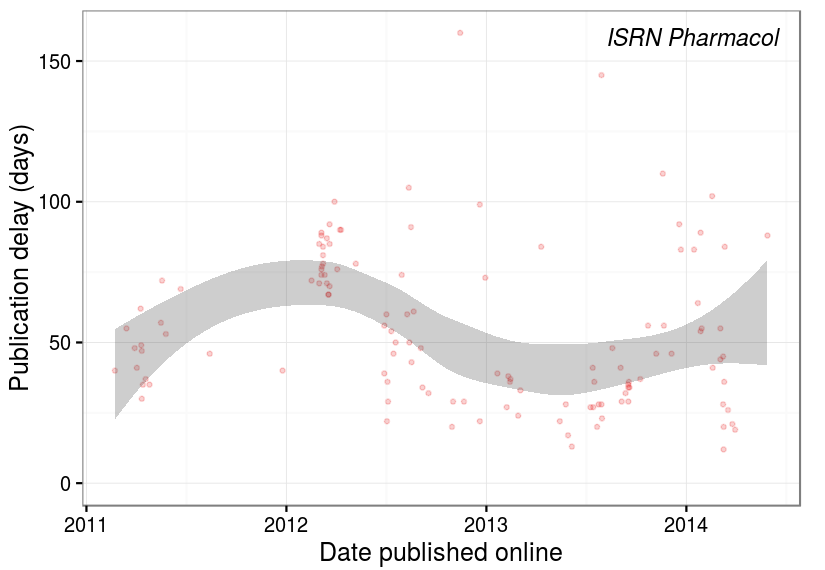 ISRN Pharmacol
Publication delay (days)
150
100
50
0
2011 2012 2013 2014
Date published online